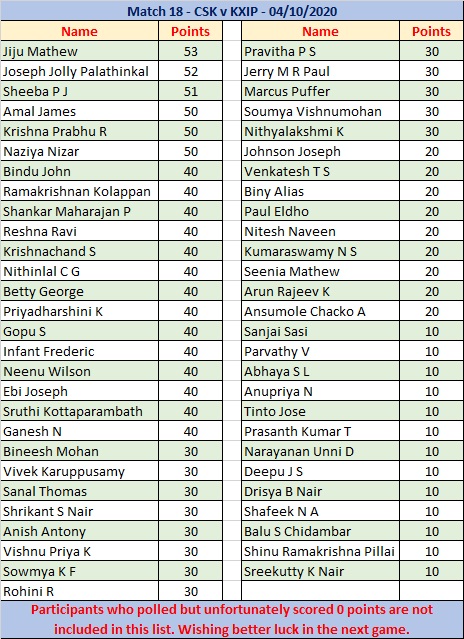 Match 18 - CSK v KXIP - 04/10/2020
Name Points Name Points
Jiju Mathew 53 Pravitha P S 30
Joseph Jolly Palathinkal 52 Jerry M R Paul 30
Sheeba P J 51 Marcus Puffer 30
Amal James 50 Soumya Vishnumohan 30
Krishna Prabhu R 50 Nithyalakshmi K 30
Naziya Nizar 50 Johnson Joseph 20
Bindu John 40 Venkatesh T S 20
Ramakrishnan Kolappan 40 Biny Alias 20
Shankar Maharajan P 40 Paul Eldho 20
Reshna Ravi 40 Nitesh Naveen 20
Krishnachand S 40 Kumaraswamy N S 20
Nithinlal C G 40 Seenia Mathew 20
Betty George 40 Arun Rajeev K 20
Priyadharshini K 40 Ansumole Chacko A 20
Gopu S 40 Sanjai Sasi 10
Infant Frederic 40 Parvathy V 10
Neenu Wilson 40 Abhaya S L 10
Ebi Joseph 40 Anupriya N 10
Sruthi Kottaparambath 40 Tinto Jose 10
Ganesh N 40 Prasanth Kumar T 10
Bineesh Mohan 30 Narayanan Unni D 10
Vivek Karuppusamy 30 Deepu J S 10
Sanal Thomas 30 Drisya B Nair 10
Shrikant S Nair 30 Shafeek N A 10
Anish Antony 30 Balu S Chidambar 10
Vishnu Priya K 30 Shinu Ramakrishna Pillai 10
Sowmya K F 30 Sreekutty K Nair 10
Rohini R 30
Participants who polled but unfortunately scored 0 points are not
included in this list. Wishing better luck in the next game.